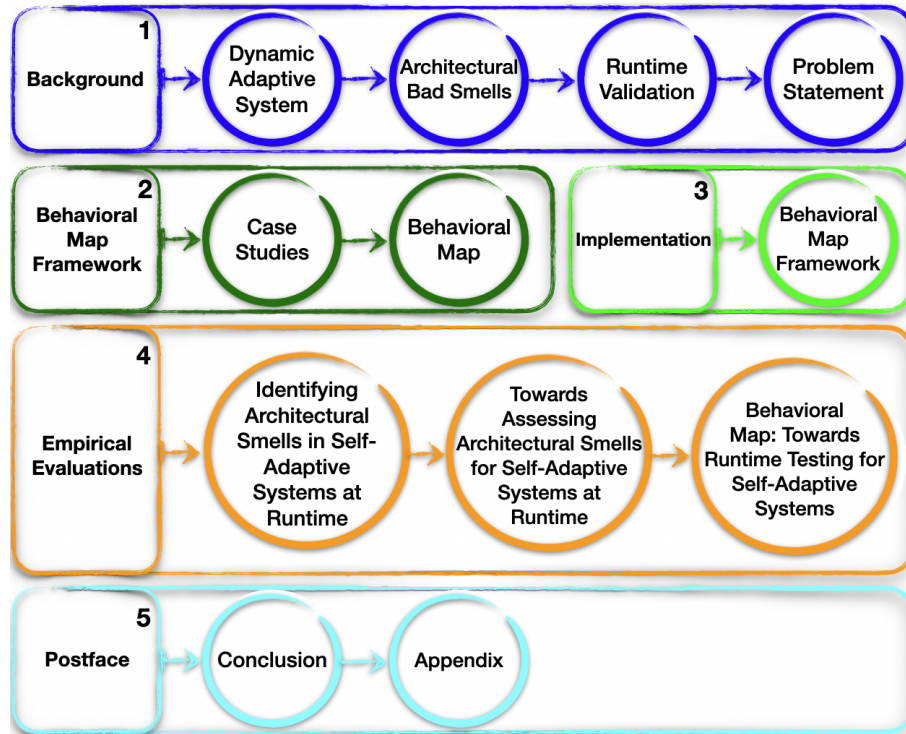 1
Background
Dynamic
Adaptive
System
Architectural
Bad Smells
Runtime
Validation
Problem
Statement
2
Behavioral
Map
Framework
Case
Studies
Behavioral
Map
3
Implementation
Behavioral
Map
Framework
4
Empirical
Evaluations
Identifying
Architectural
Smells in Self-
Adaptive
Systems at
Runtime
Towards
Assessing
Architectural Smells
for Self-Adaptive
Systems at
Runtime
Behavioral
Map: Towards
Runtime Testing for
Self-Adaptive
Systems
5
Postface
Conclusion
Appendix